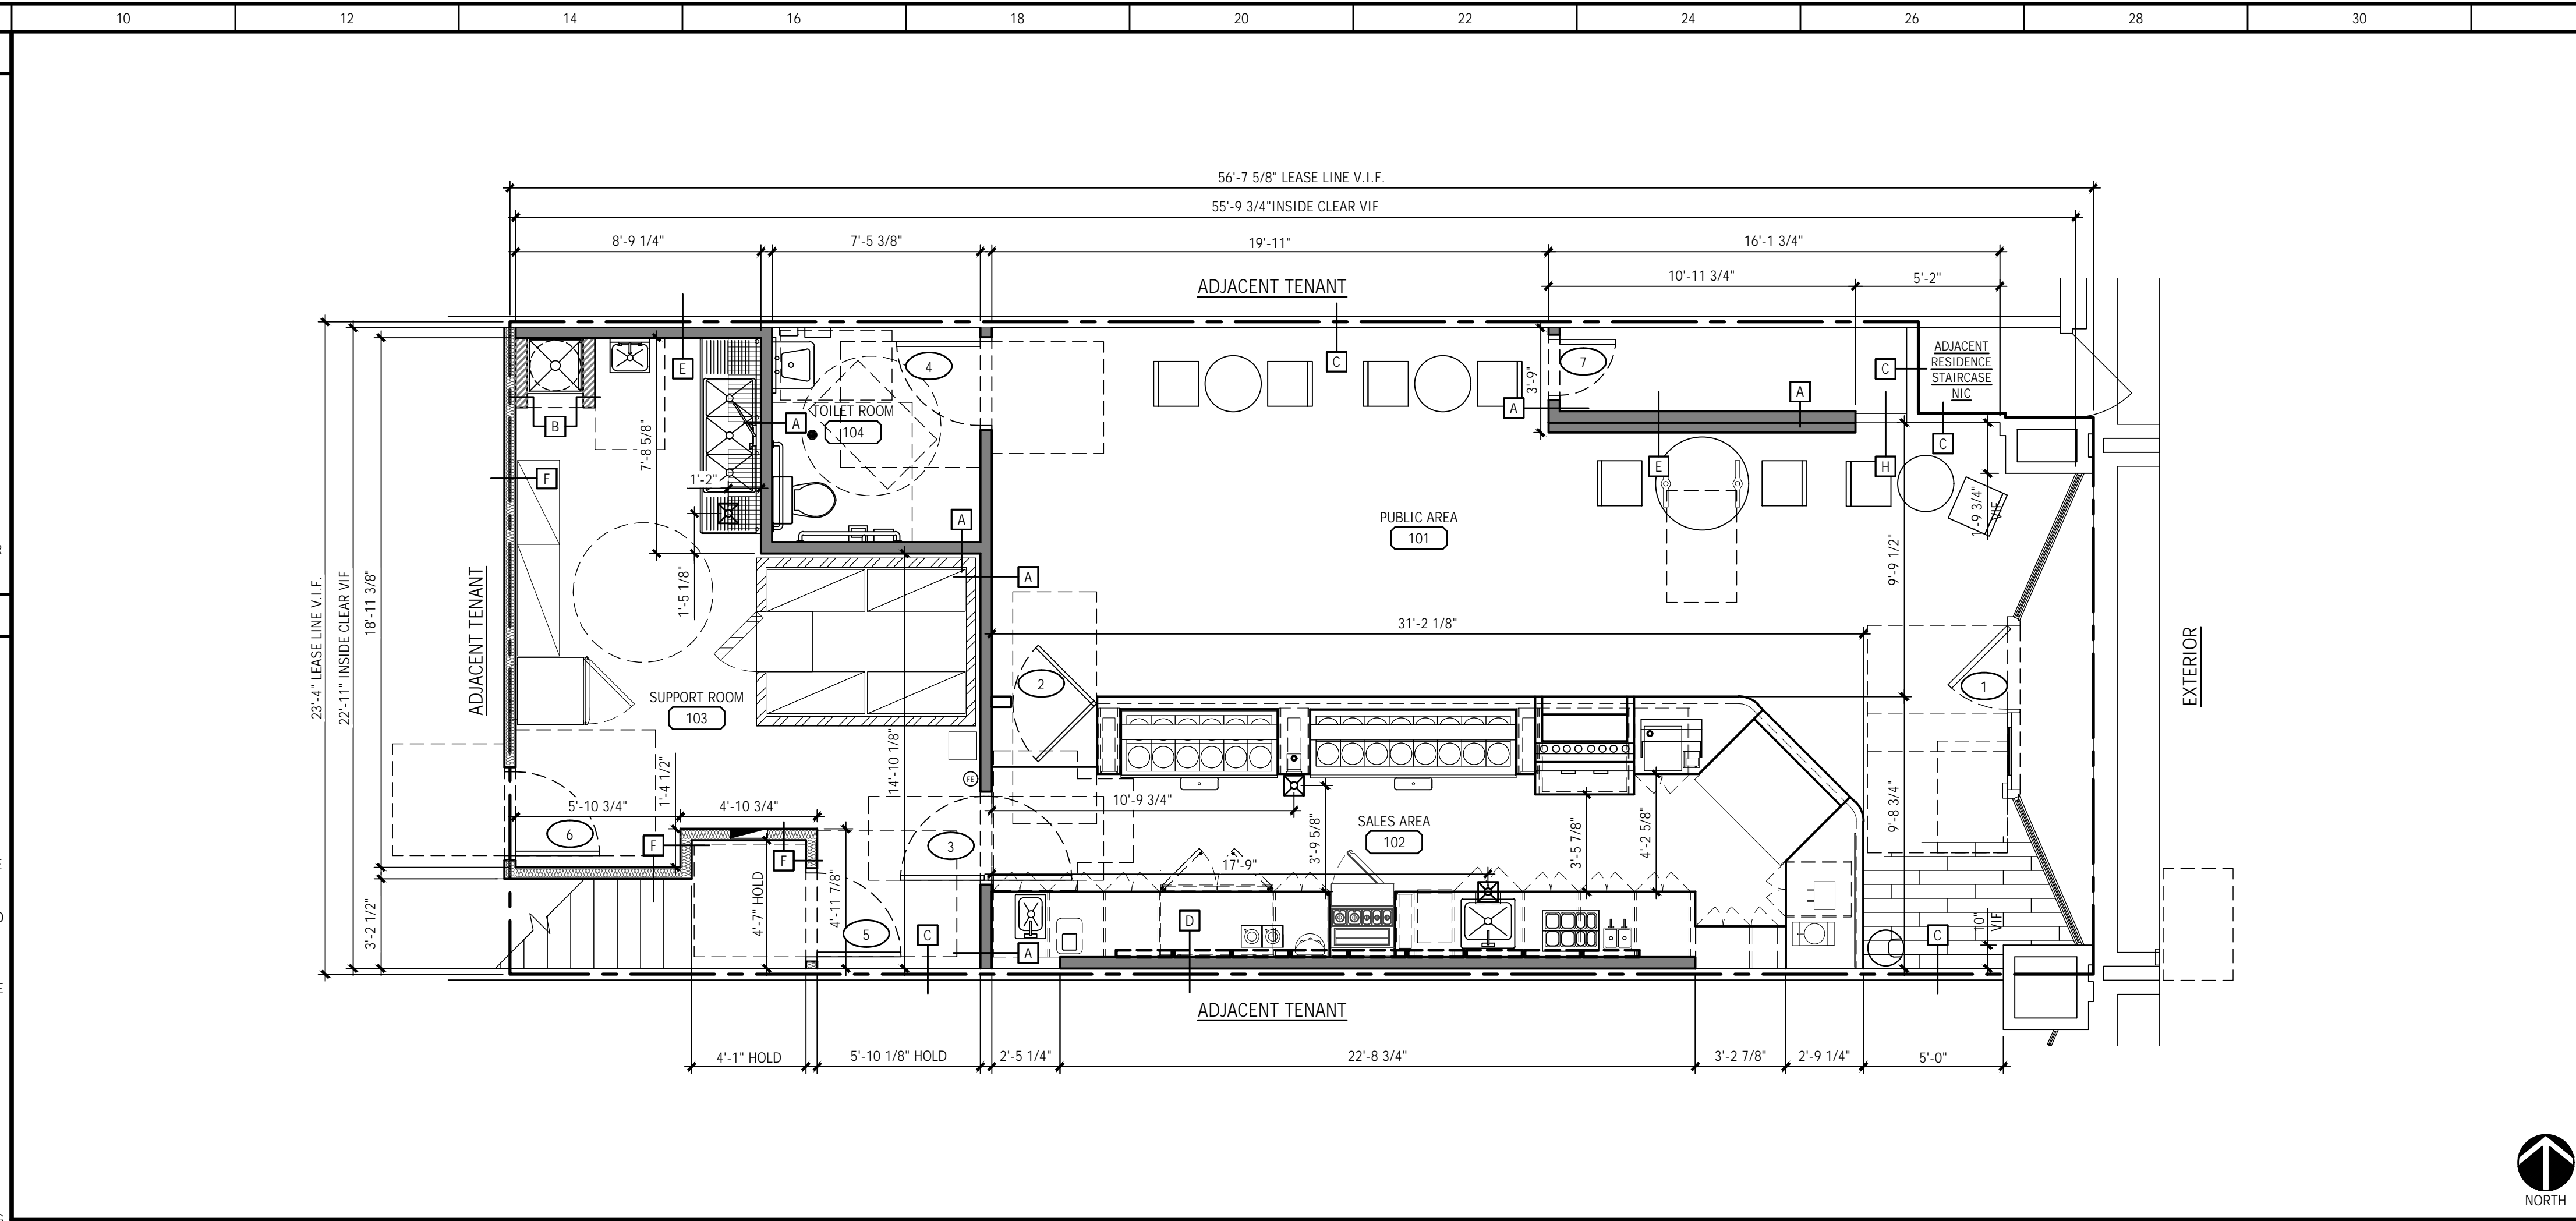 10
12
14
16
18
20
22
24
26
28
30
56'-7 5/8" LEASE LINE V.I.F.
55'-9 3/4"INSIDE CLEAR VIF
8'-9 1/4"
7'-5 3/8"
19'-11"
16'-1 3/4"
10'-11 3/4"
5'-2"
ADJACENT TENANT
E
4
C
7
3'-9"
A
A
C
ADJACENT
RESIDENCE
STAIRCASE
NIC
C
B
7'-8 5/8"
A
TOILET ROOM
104
F
1'-2"
A
E
H
1'-9 3/4"
VIF
PUBLIC AREA
101
9'-9 1/2"
23'-4" LEASE LINE V.I.F.
22'-11" INSIDE CLEAR VIF
18'-11 3/8"
ADJACENT TENANT
1'-5 1/8"
A
31'-2 1/8"
EXTERIOR
2
1
SUPPORT ROOM
103
14'-10 1/8"
FE
1'-4 1/2"
5'-10 3/4"
4'-10 3/4"
10'-9 3/4"
6
F
F
3
3'-9 5/8"
SALES AREA
102
3'-5 7/8"
4'-2 5/8"
9'-8 3/4"
17'-9"
3'-2 1/2"
4'-7" HOLD
4'-11 7/8"
5
C
A
D
10"
VIF
C
ADJACENT TENANT
4'-1" HOLD
5'-10 1/8" HOLD
2'-5 1/4"
22'-8 3/4"
3'-2 7/8"
2'-9 1/4"
5'-0"
NORTH